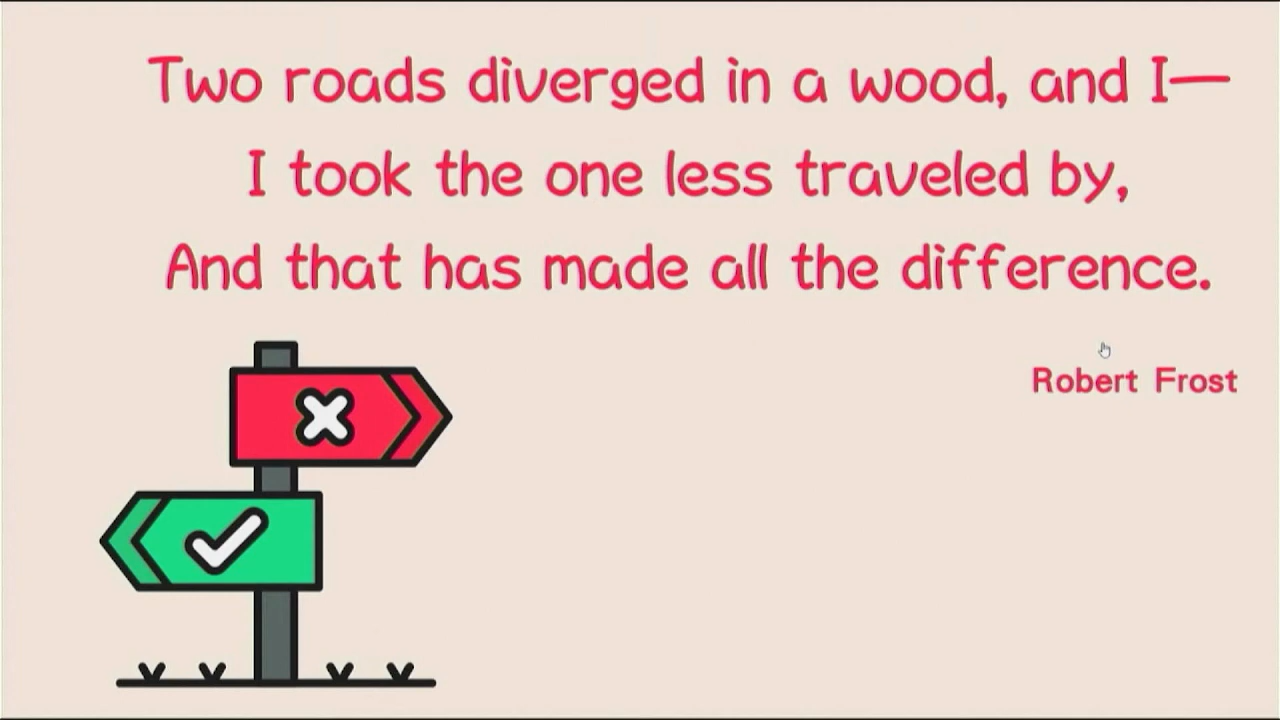 Two roads diverged in a wood, and I—
I took the one less traveled by,
And that has made all the difference.
Robert Frost